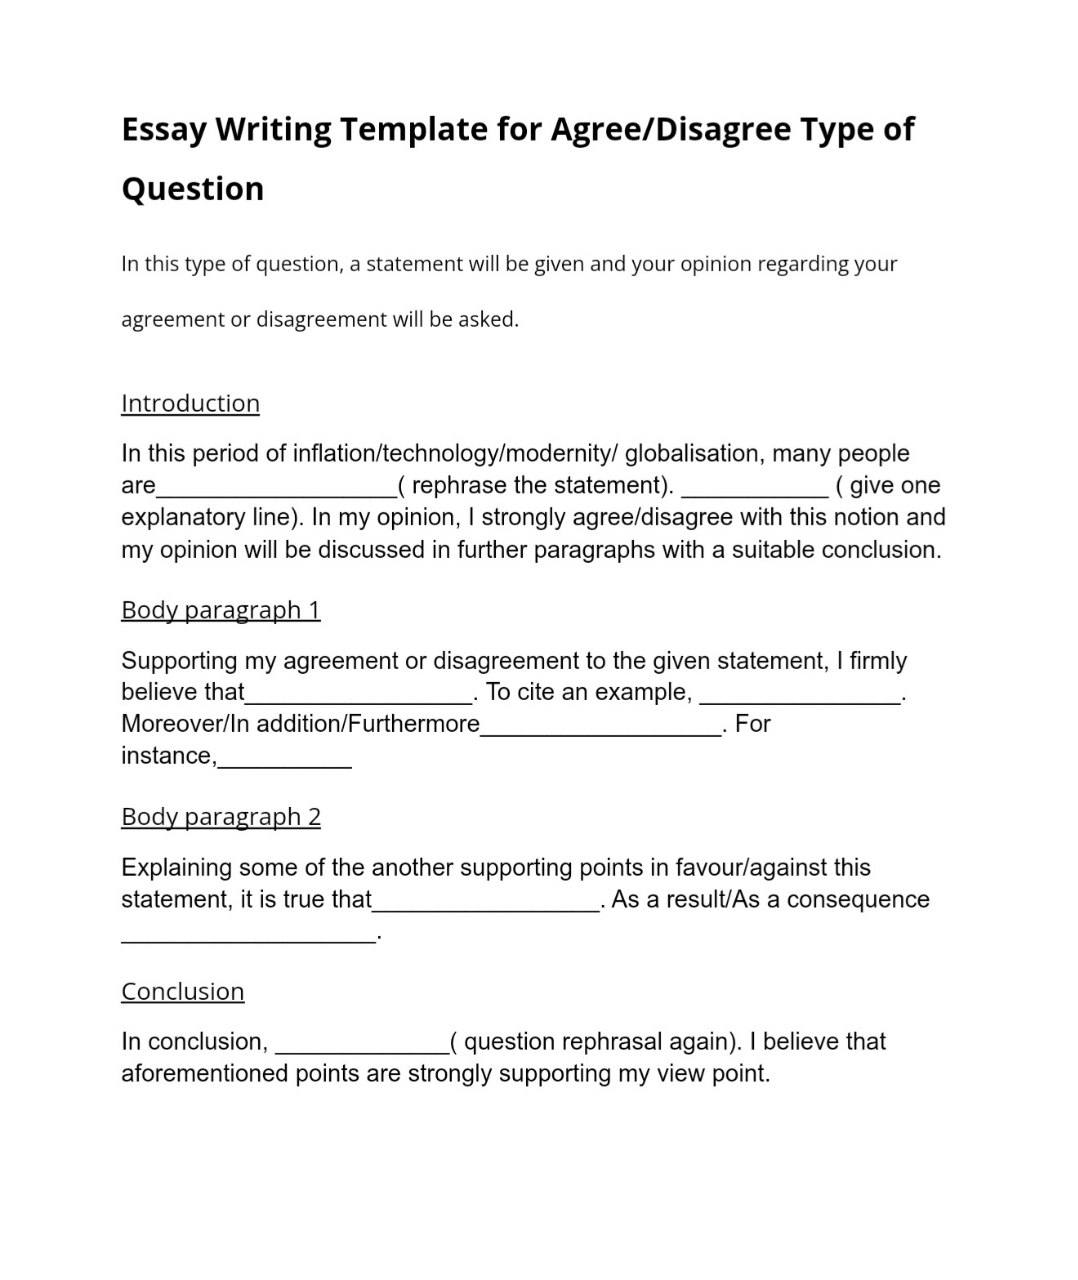 Essay Writing Template for Agree/Disagree Type of
Question
In this type of question, a statement will be given and your opinion regarding your
agreement or disagreement will be asked.
Introduction
In this period of inflation/technology/modernity/ globalisation, many people
are__________________( rephrase the statement). ___________ ( give one
explanatory line). In my opinion, I strongly agree/disagree with this notion and
my opinion will be discussed in further paragraphs with a suitable conclusion.
Body paragraph 1
Supporting my agreement or disagreement to the given statement, I firmly
believe that_________________. To cite an example, _______________.
Moreover/In addition/Furthermore__________________. For
instance,__________
Body paragraph 2
Explaining some of the another supporting points in favour/against this
statement, it is true that_________________. As a result/As a consequence
___________________.
Conclusion
In conclusion, _____________( question rephrasal again). I believe that
aforementioned points are strongly supporting my view point.